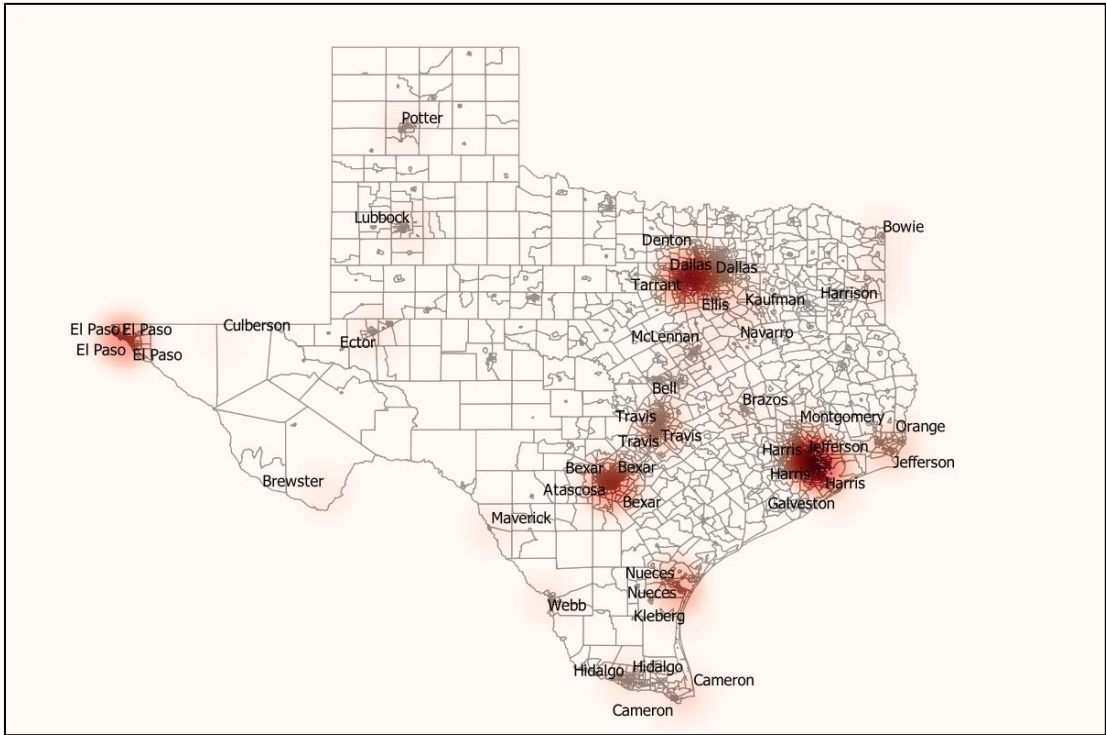 Potter
Lubbock
Bowie
Denton
Dallas Dallas
Tarrant
Ellis
Kaufman
Harrison
El Paso El Paso
Culberson
El Paso
El Paso
Ector
McLennan
Navarro
Bell
Brazos
Travis
Montgomery
Orange
Travis
Travis
Harris
Jefferson
Bexar
Bexar
Jefferson
Brewster
Harris
Harris
Atascosa
Bexar
Galveston
Maverick
Nueces
Nueces
Webb
Kleberg
Hidalgo
Hidalgo
Cameron
Cameron